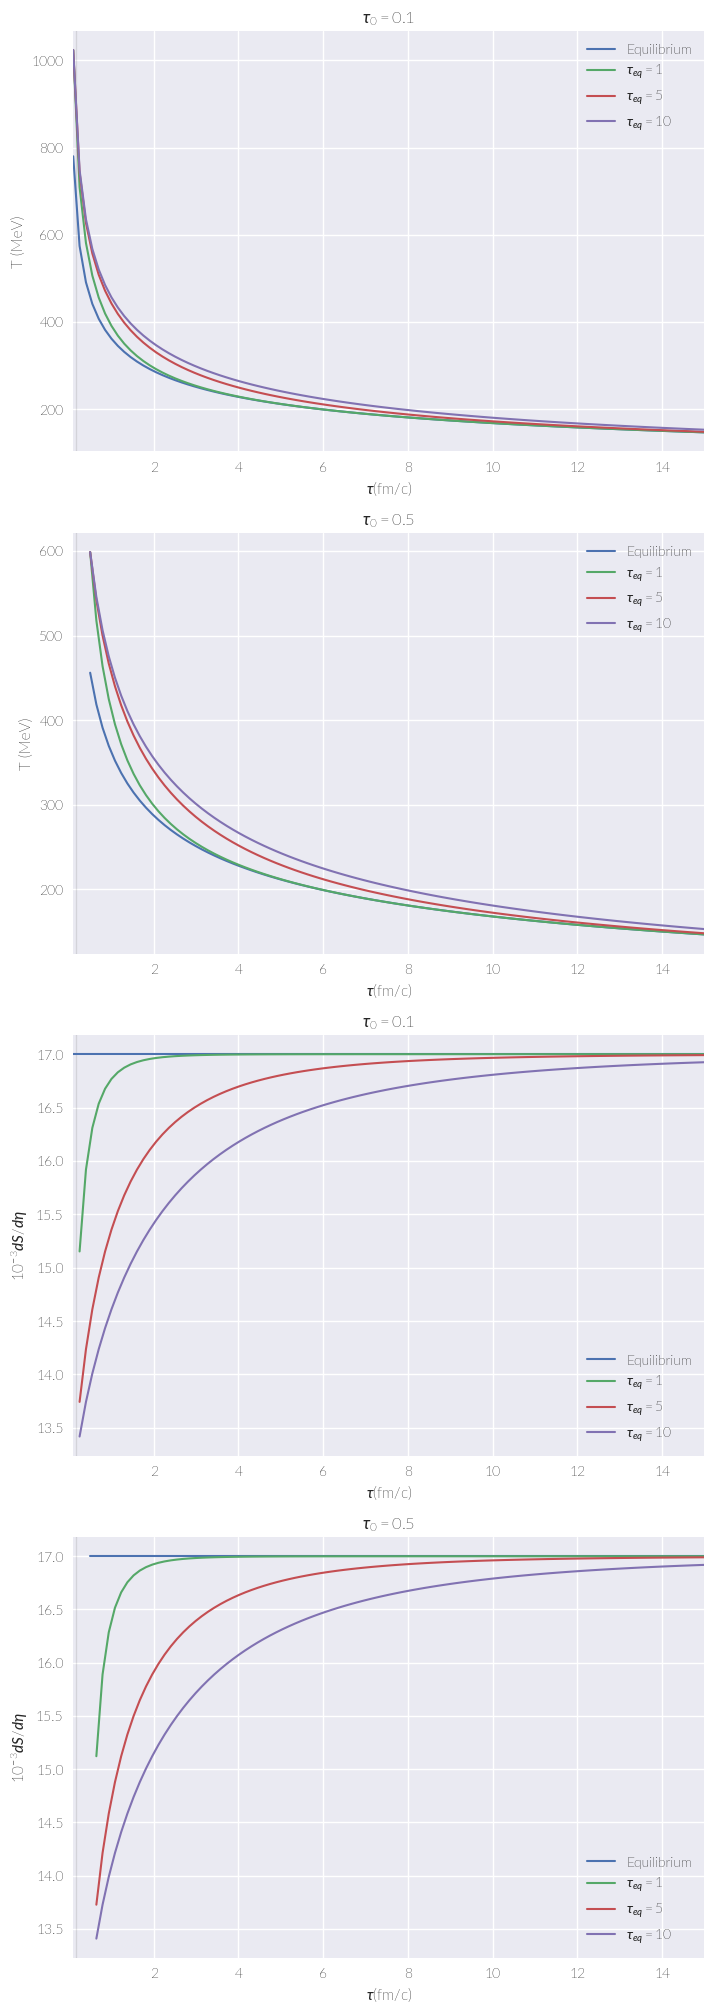 τ₀ = 0.1
1000
800
600
400
200
T (MeV)
Equilibrium
τeq = 1
τeq = 5
τeq = 10
2 4 6 8 10 12 14
τ(fm/c)
τ₀ = 0.5
600
500
400
300
200
T (MeV)
Equilibrium
τeq = 1
τeq = 5
τeq = 10
2 4 6 8 10 12 14
τ(fm/c)
τ₀ = 0.1
17.0
16.5
16.0
15.5
15.0
14.5
14.0
13.5
10⁻³dS/dη
Equilibrium
τeq = 1
τeq = 5
τeq = 10
2 4 6 8 10 12 14
τ(fm/c)
τ₀ = 0.5
17.0
16.5
16.0
15.5
15.0
14.5
14.0
13.5
10⁻³dS/dη
Equilibrium
τeq = 1
τeq = 5
τeq = 10
2 4 6 8 10 12 14
τ(fm/c)